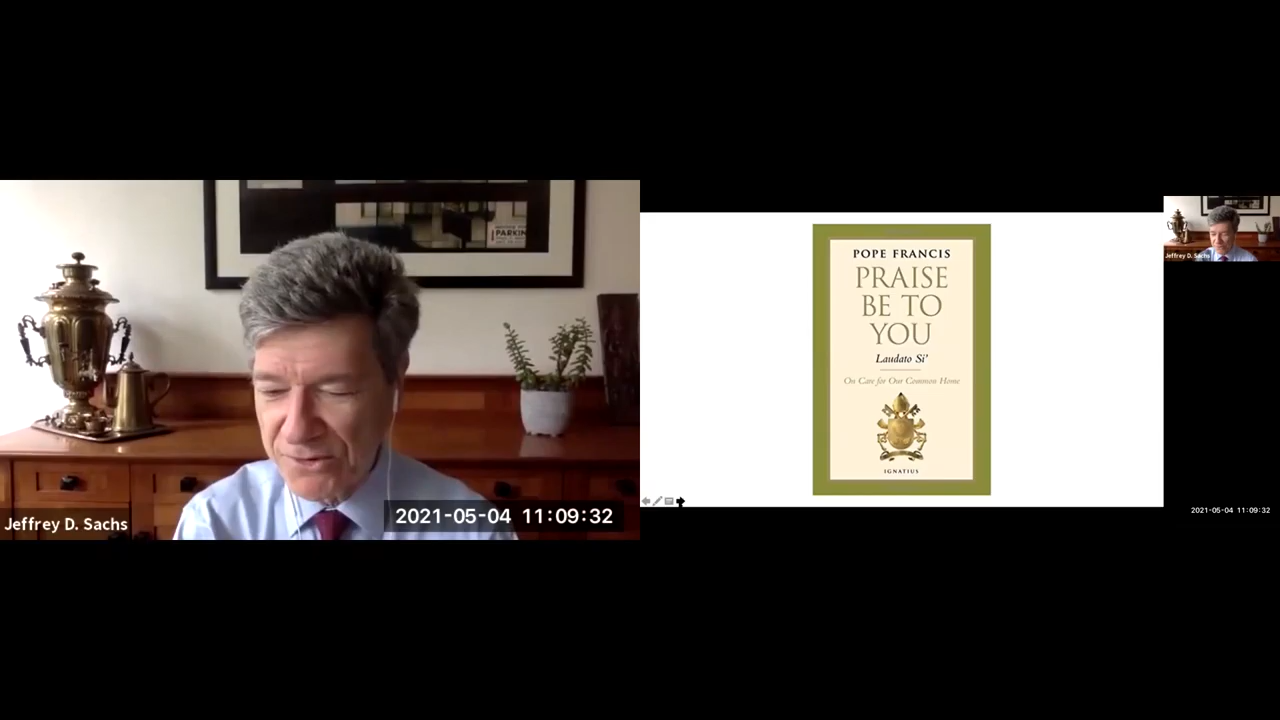 PARKIN
Jeffrey D. Sachs
2021-05-04 11:09:32
POPE FRANCIS
PRAISE
BE TO
YOU
Laudato Si'
On Care for Our Common Home
IGNATIUS
Jeffrey D. Sachs
2021-05-04 11:09:32